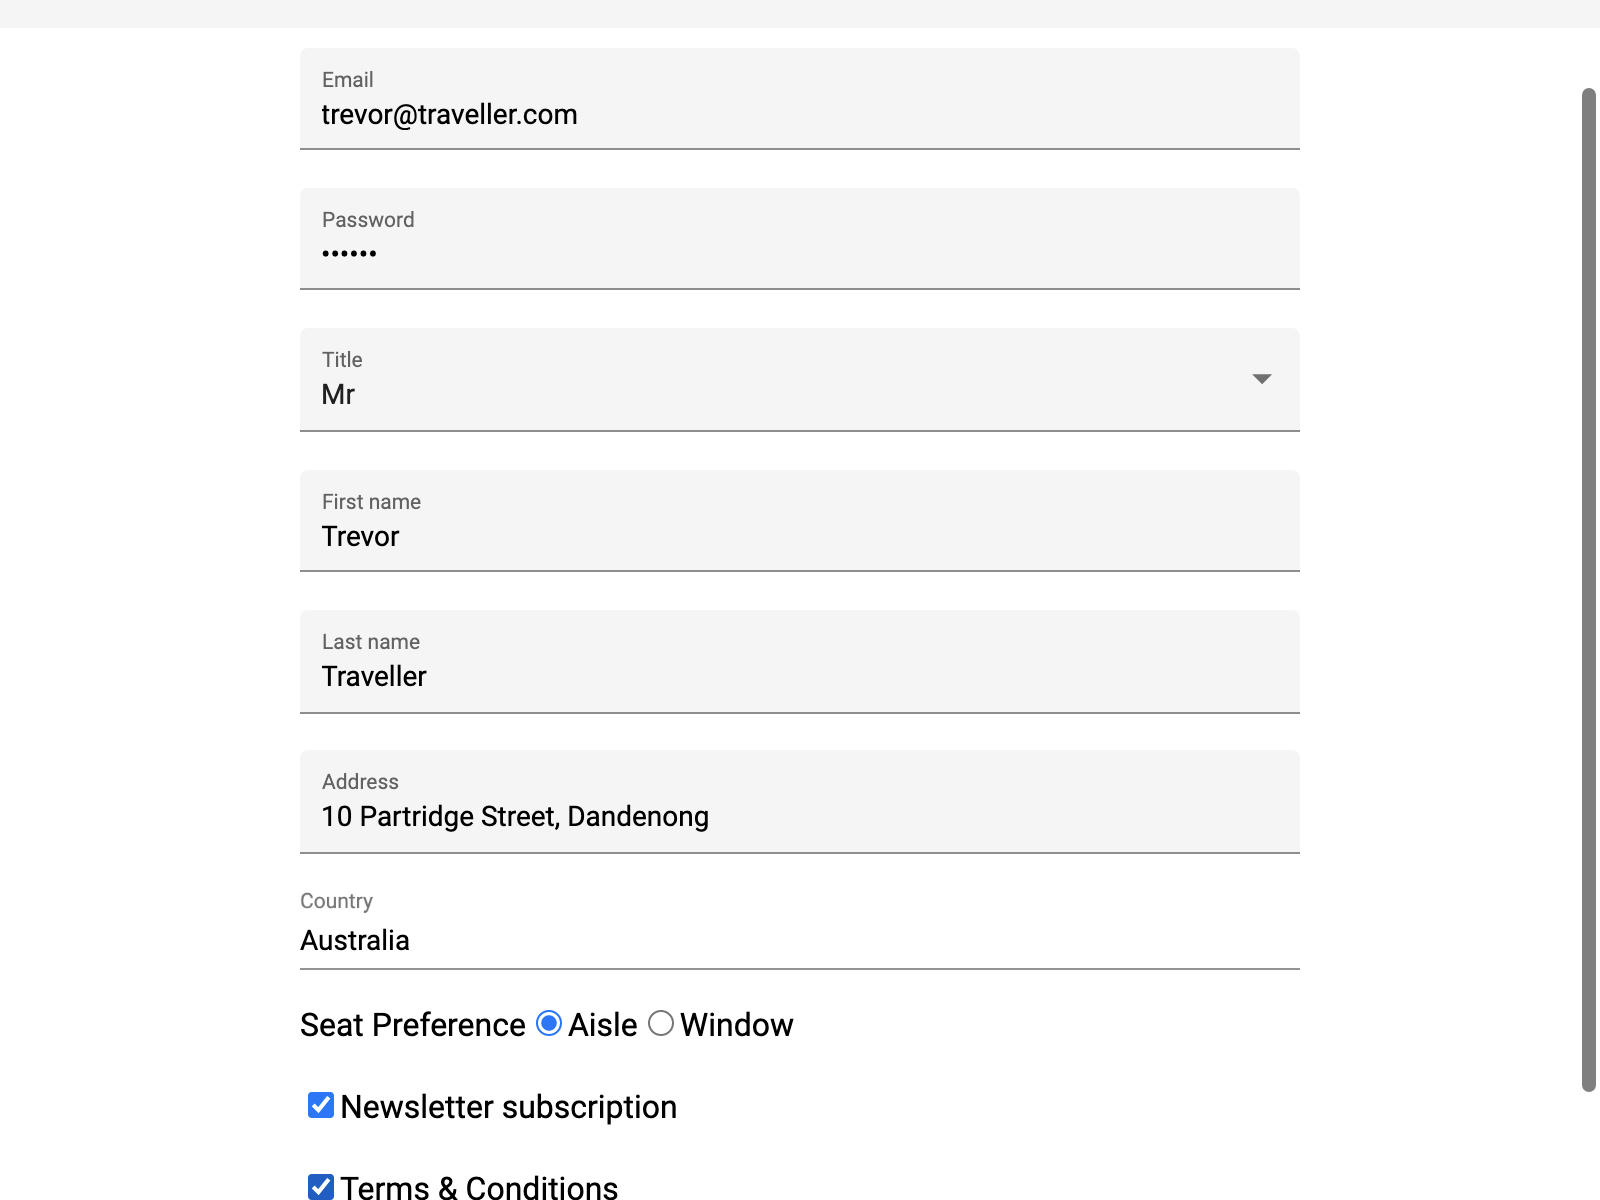 Email
trevor@traveller.com
Password
••••••
Title
Mr
First name
Trevor
Last name
Traveller
Address
10 Partridge Street, Dandenong
Country
Australia
Seat Preference Aisle Window
Newsletter subscription
Terms & Conditions